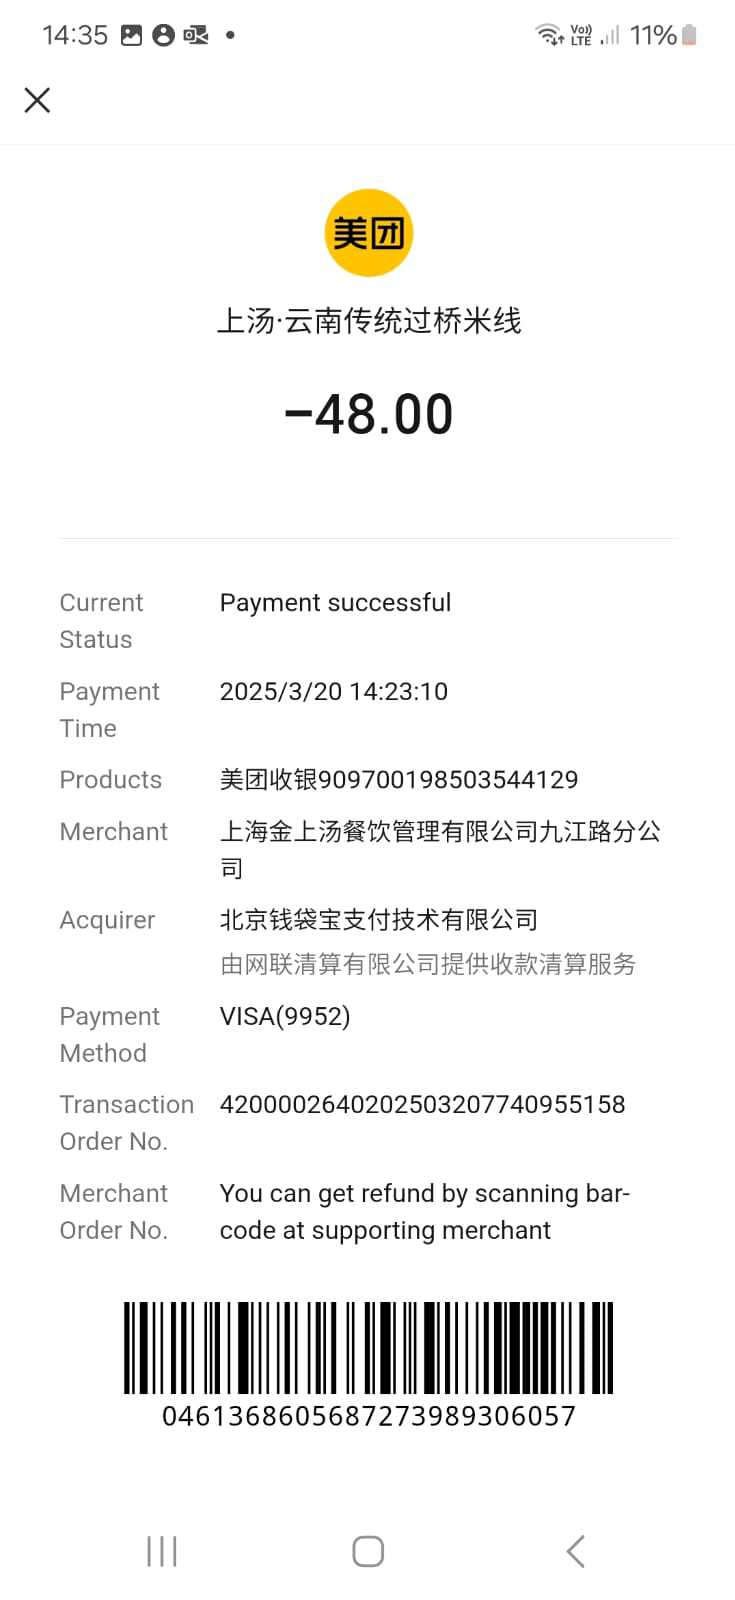 14:35 Vo)) LTE 11%
美团
上汤·云南传统过桥米线
−48.00
Current Status
Payment successful
Payment Time
2025/3/20 14:23:10
Products
美团收银909700198503544129
Merchant
上海金上汤餐饮管理有限公司九江路分公
司
Acquirer
北京钱袋宝支付技术有限公司
由网联清算有限公司提供收款清算服务
Payment Method
VISA(9952)
Transaction Order No.
4200002640202503207740955158
Merchant Order No.
You can get refund by scanning bar-
code at supporting merchant
04613686056872739893​06057